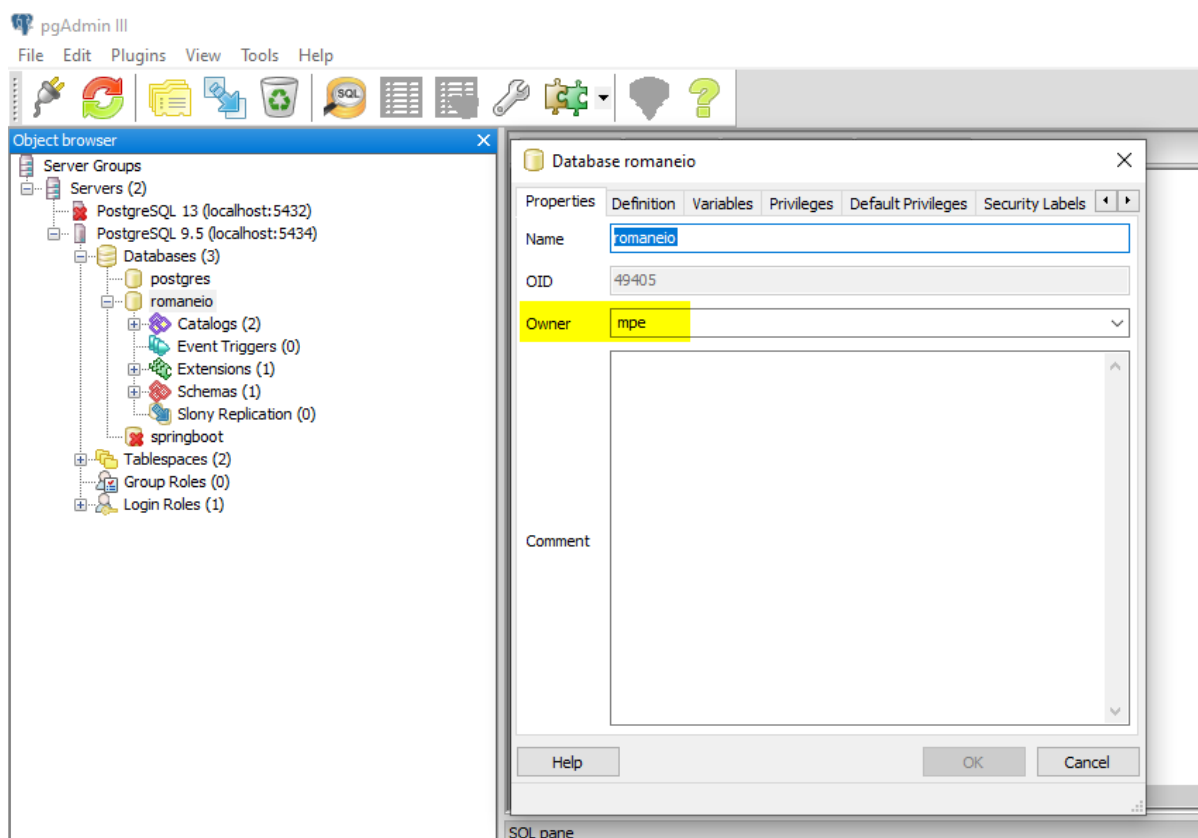 pgAdmin III
File Edit Plugins View Tools Help
SQL
Object browser
Server Groups
Servers (2)
PostgreSQL 13 (localhost:5432)
PostgreSQL 9.5 (localhost:5434)
Databases (3)
postgres
romaneio
Catalogs (2)
Event Triggers (0)
Extensions (1)
Schemas (1)
Slony Replication (0)
springboot
Tablespaces (2)
Group Roles (0)
Login Roles (1)
Database romaneio
Properties Definition Variables Privileges Default Privileges Security Labels
Name romaneio
OID 49405
Owner mpe
Comment
Help OK Cancel
SQL pane